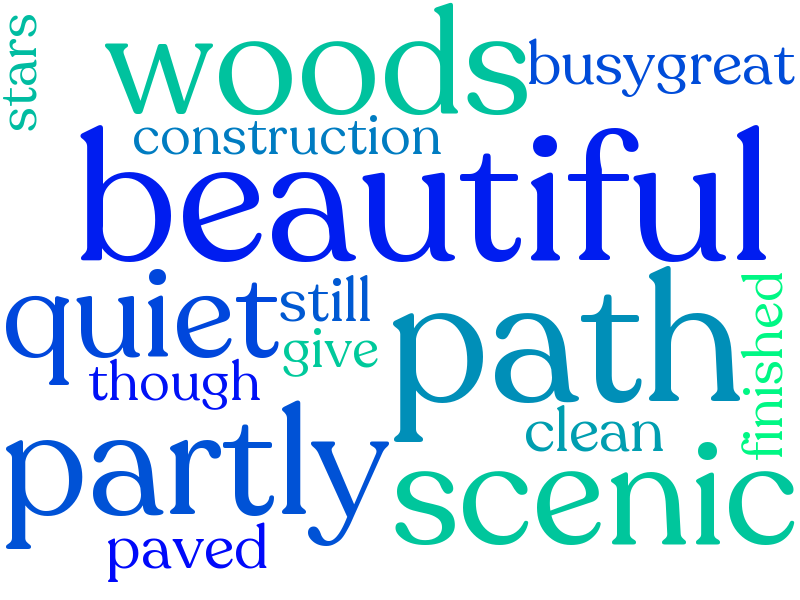 stars
woods
busygreat
construction
beautiful
quiet
still
give
path
finished
though
clean
partly
scenic
paved